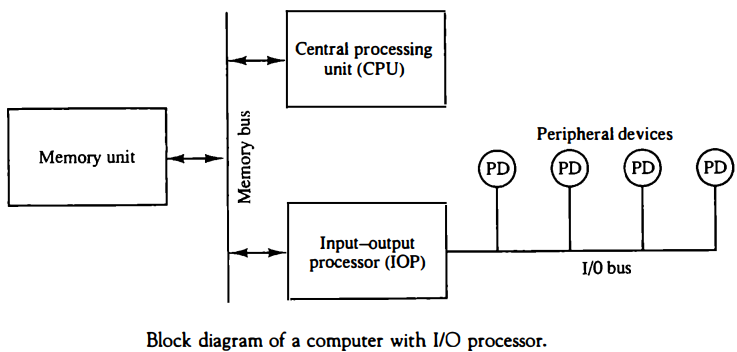 Central processing
unit (CPU)
Memory unit
Memory bus
Peripheral devices
PD
PD
PD
PD
Input–output
processor (IOP)
I/0 bus
Block diagram of a computer with I/O processor.